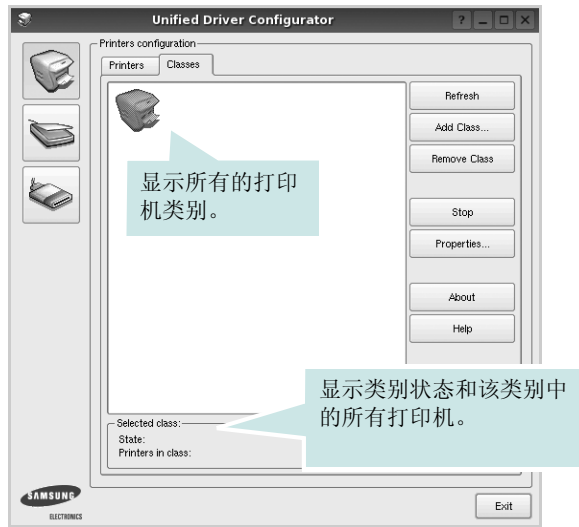 Unified Driver Configurator
Printers configuration
Printers Classes
Refresh
Add Class...
Remove Class
显示所有的打印
机类别。
Stop
Properties...
About
Help
显示类别状态和该类别中
的所有打印机。
Selected class:
State:
Printers in class:
SAMSUNG
ELECTRONICS
Exit